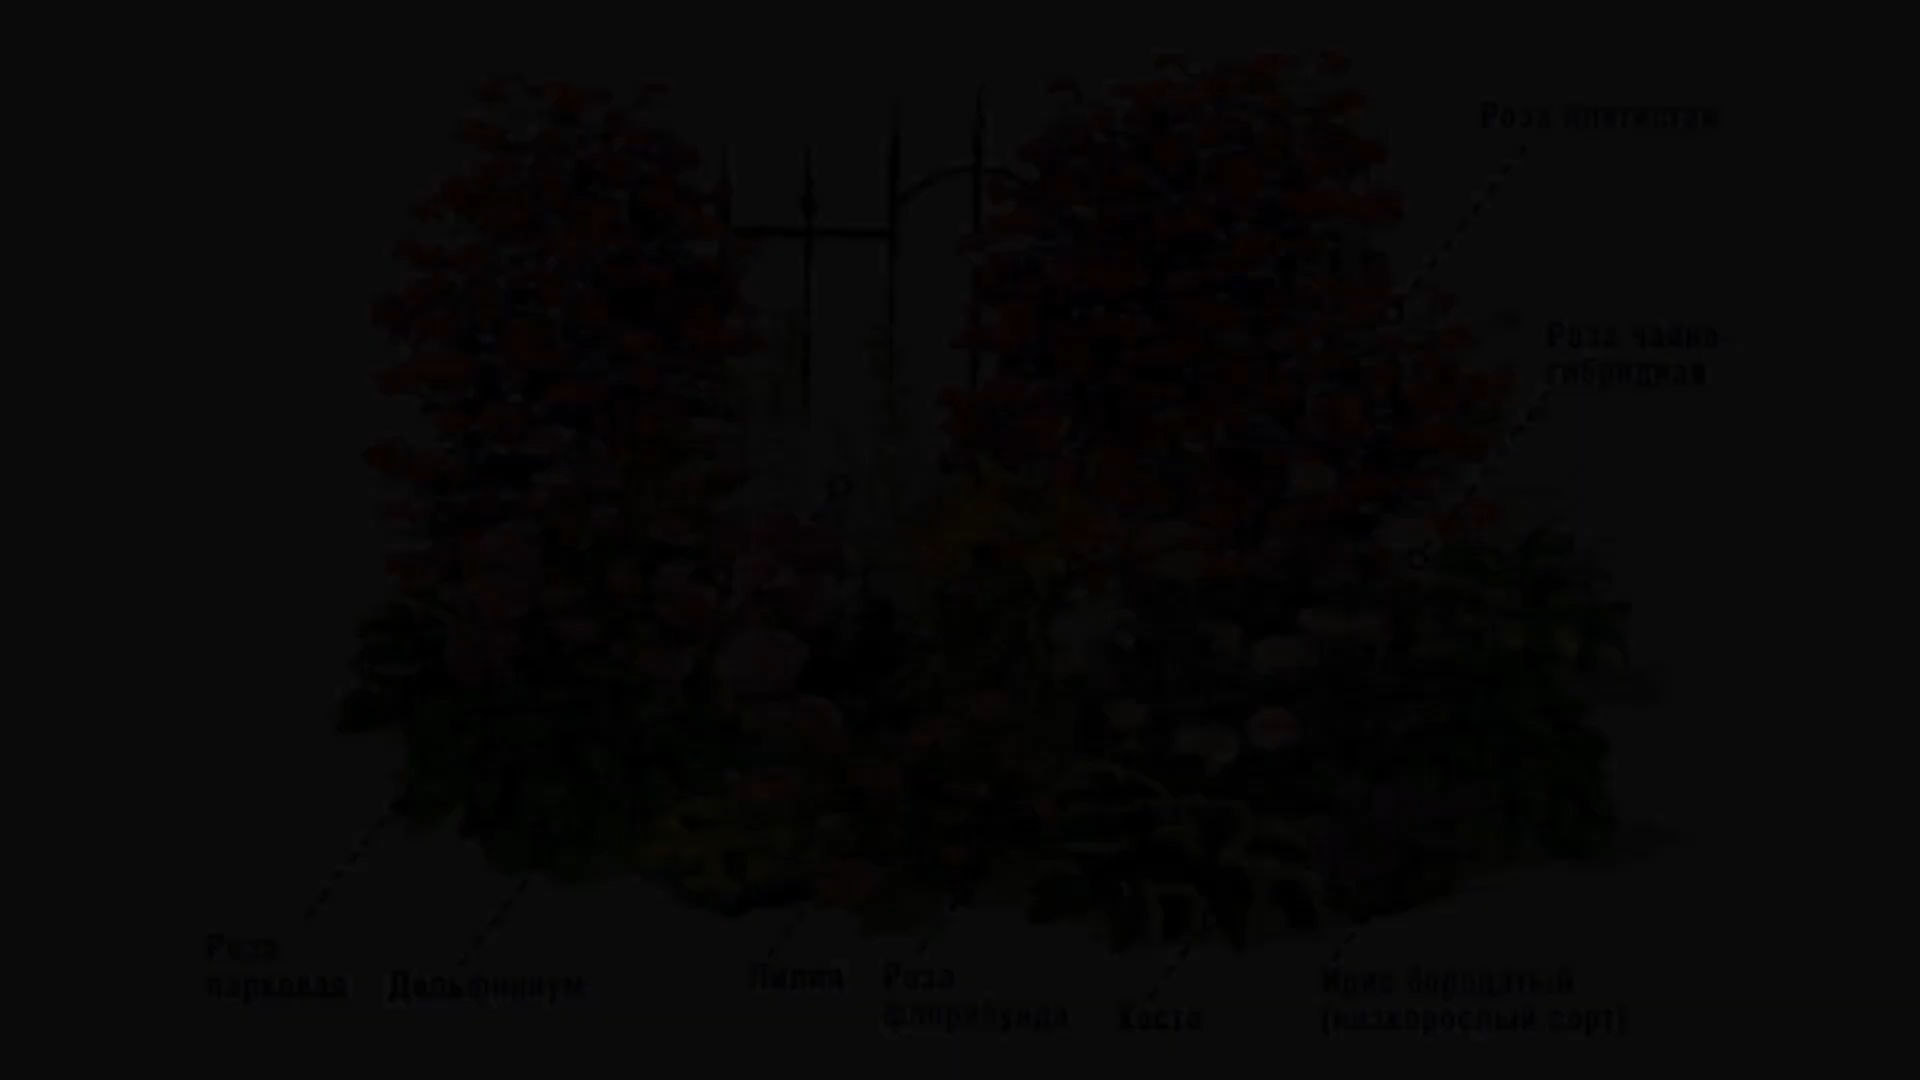 Роза плетистая
Роза чайно-
гибридная
Роза
парковая
Дельфиниум
Лилия
Роза
флорибунда
Хоста
Ирис бородатый
(низкорослый сорт)